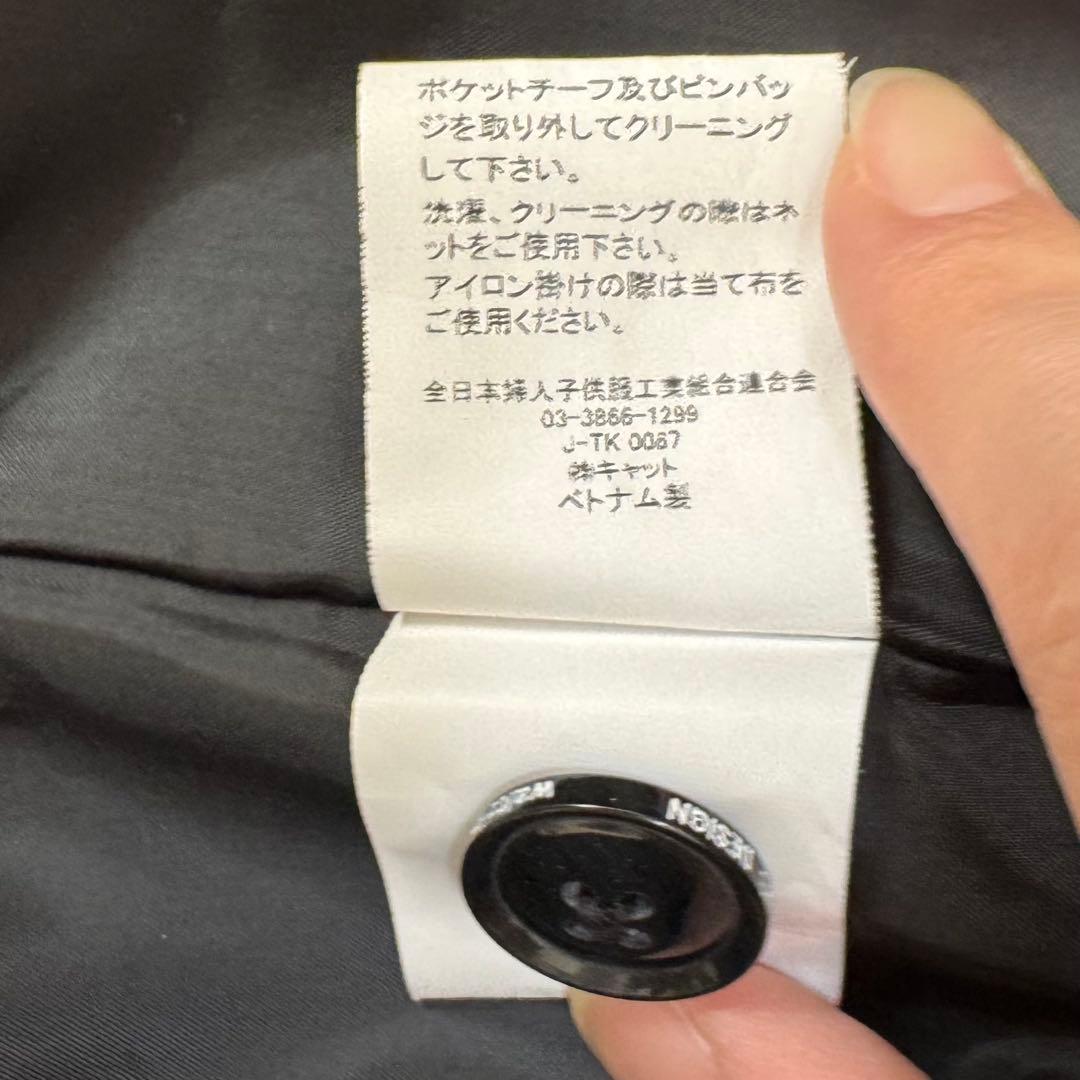 ポケットチーフ及びピンバッ
ジを取り外してクリーニング
して下さい。
洗濯、クリーニングの際はネ
ットをご使用下さい。
アイロン掛けの際は当て布を
ご使用ください。
全日本婦人子供服工業組合連合会
03-3866-1299
J-TK 0067
㈱キャット
ベトナム製
DESIGN